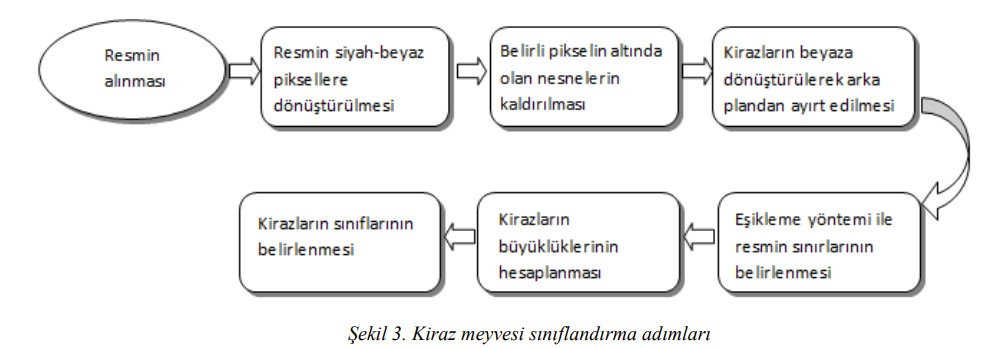 Resmin
alınması
Resmin siyah-beyaz
piksellere
dönüştürülmesi
Belirli pikselin altında
olan nesnelerin
kaldırılması
Kirazların beyaza
dönüştürülerek arka
plandan ayırt edilmesi
Eşikleme yöntemi ile
resmin sınırlarının
belirlenmesi
Kirazların
büyüklüklerinin
hesaplanması
Kirazların sınıflarının
belirlenmesi
Şekil 3. Kiraz meyvesi sınıflandırma adımları